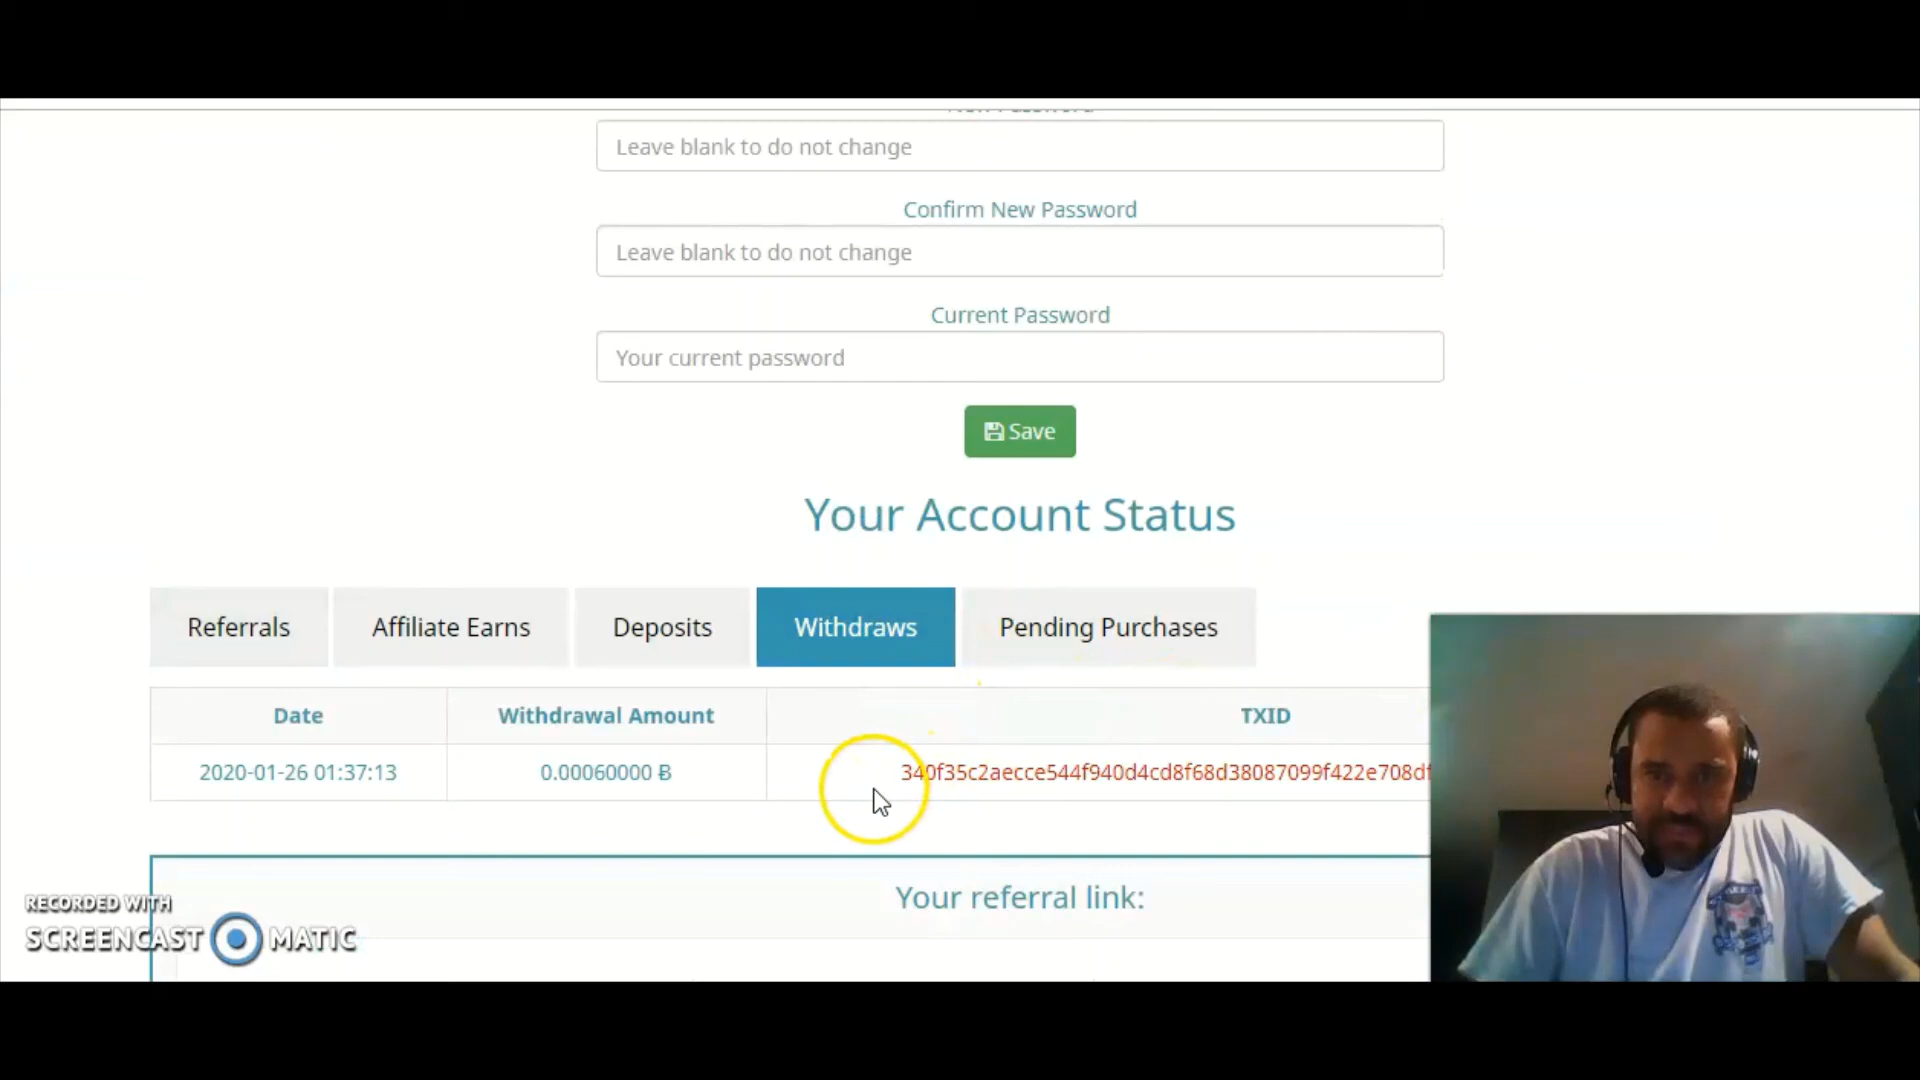 Leave blank to do not change
Confirm New Password
Leave blank to do not change
Current Password
Your current password
Save
Your Account Status
Referrals Affiliate Earns Deposits Withdraws Pending Purchases
Date Withdrawal Amount TXID
2020-01-26 01:37:13 0.00060000 Ƀ 340f35c2aecce544f940d4cd8f68d38087099f422e708df
Your referral link:
RECORDED WITH
SCREENCAST MATIC